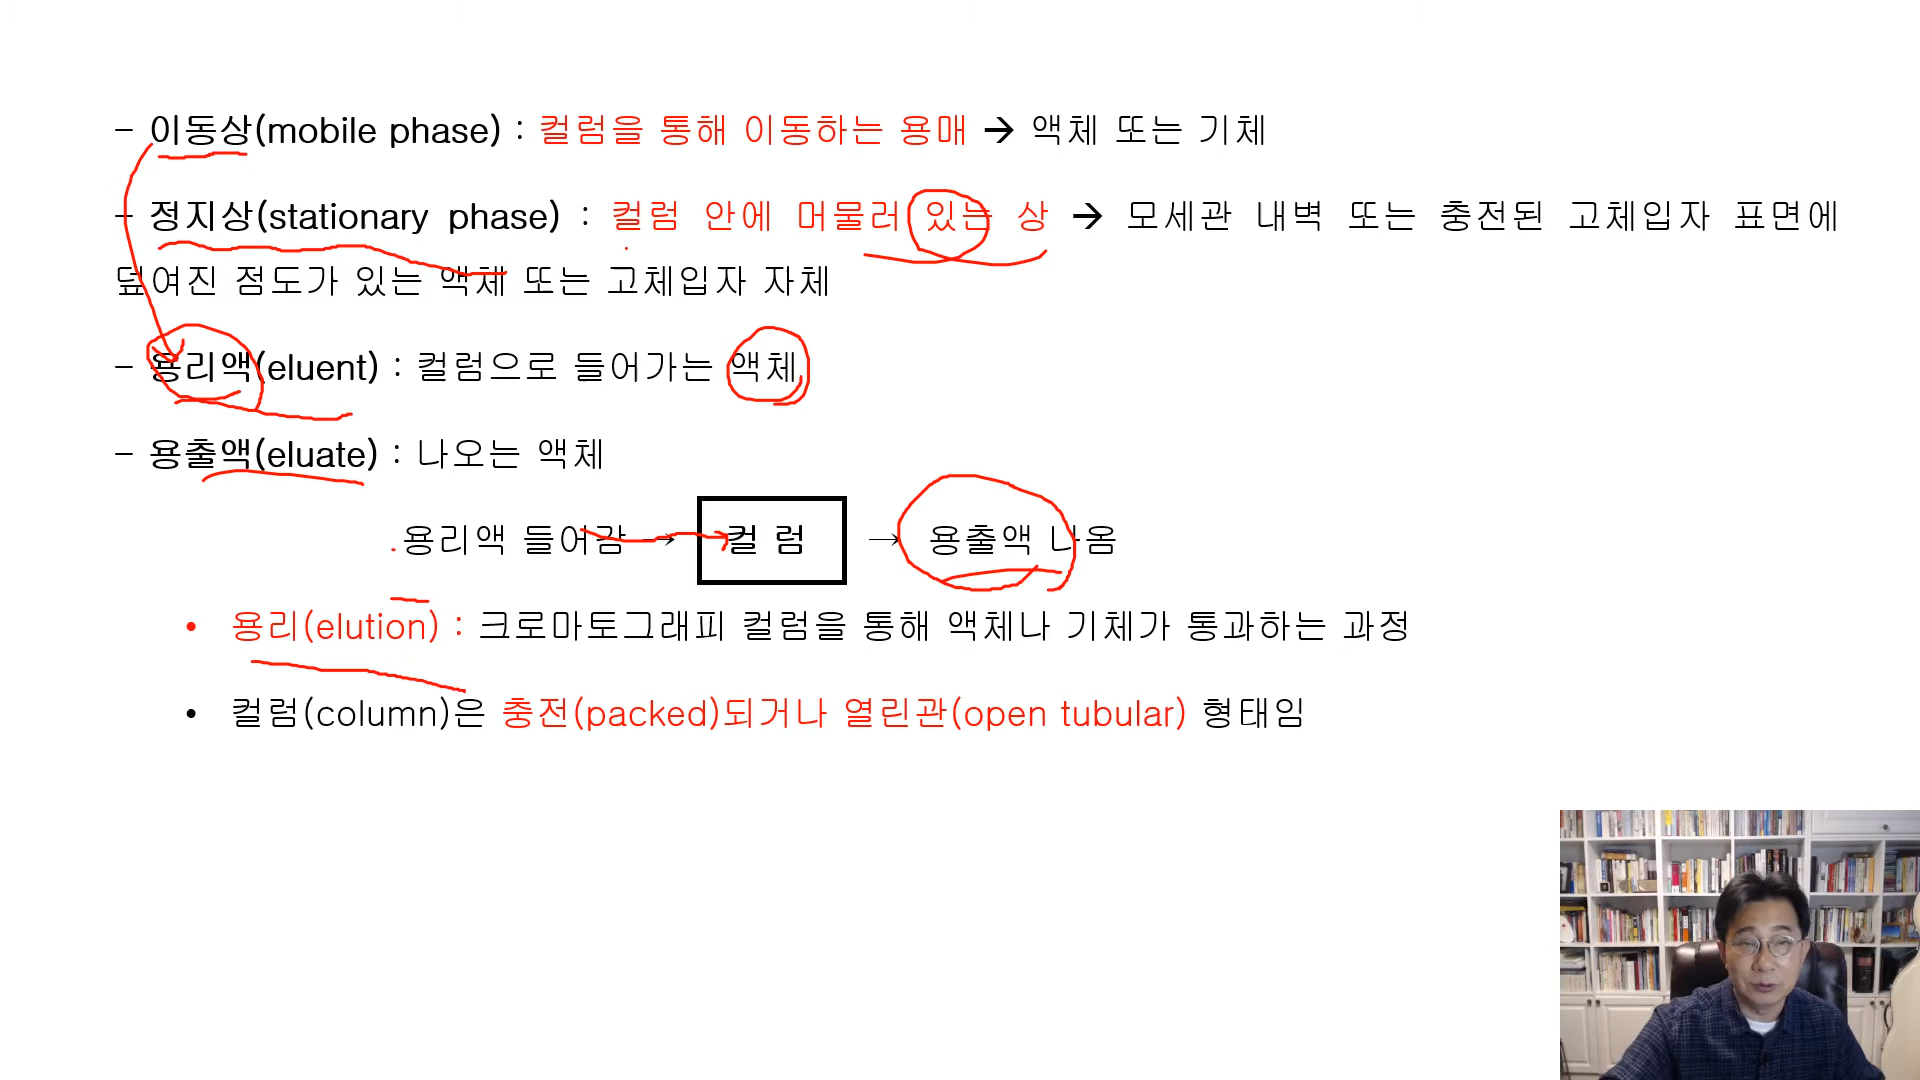 - 이동상(mobile phase) : 컬럼을 통해 이동하는 용매 → 액체 또는 기체
- 정지상(stationary phase) : 컬럼 안에 머물러 있는 상 → 모세관 내벽 또는 충전된 고체입자 표면에
덮여진 점도가 있는 액체 또는 고체입자 자체
- 용리액(eluent) : 컬럼으로 들어가는 액체
- 용출액(eluate) : 나오는 액체
용리액 들어감 → 컬 럼 → 용출액 나옴
• 용리(elution) : 크로마토그래피 컬럼을 통해 액체나 기체가 통과하는 과정
• 컬럼(column)은 충전(packed)되거나 열린관(open tubular) 형태임